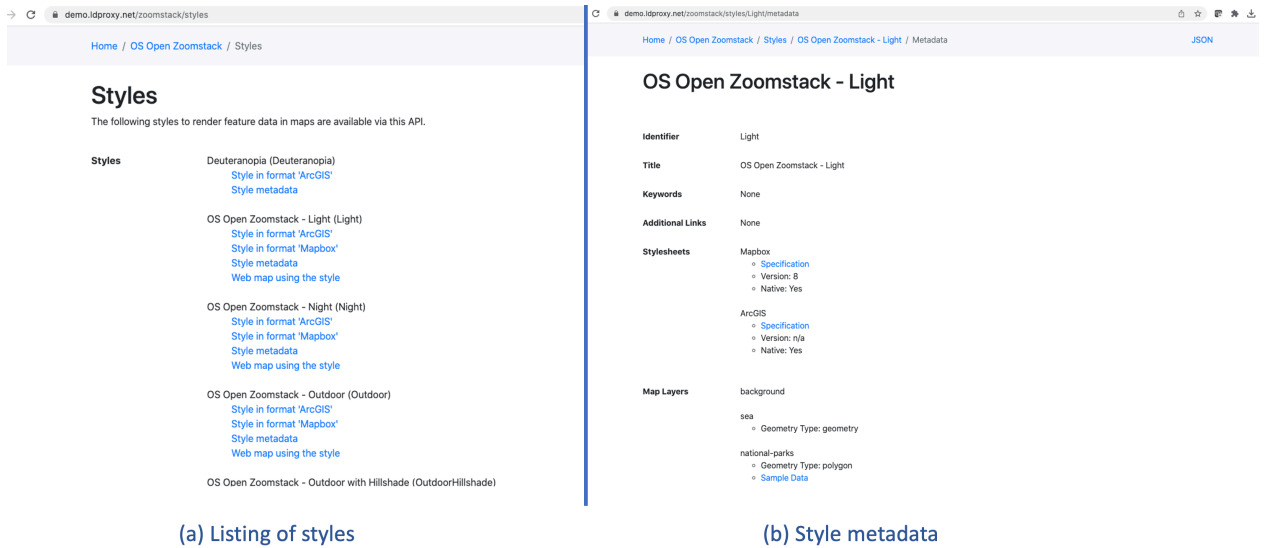 demo.ldproxy.net/zoomstack/styles
Home / OS Open Zoomstack / Styles
Styles
The following styles to render feature data in maps are available via this API.
Styles
Deuteranopia (Deuteranopia)
Style in format 'ArcGIS'
Style metadata
OS Open Zoomstack - Light (Light)
Style in format 'ArcGIS'
Style in format 'Mapbox'
Style metadata
Web map using the style
OS Open Zoomstack - Night (Night)
Style in format 'ArcGIS'
Style in format 'Mapbox'
Style metadata
Web map using the style
OS Open Zoomstack - Outdoor (Outdoor)
Style in format 'ArcGIS'
Style in format 'Mapbox'
Style metadata
Web map using the style
OS Open Zoomstack - Outdoor with Hillshade (OutdoorHillshade)
(a) Listing of styles
demo.ldproxy.net/zoomstack/styles/Light/metadata
Home / OS Open Zoomstack / Styles / OS Open Zoomstack - Light / Metadata
JSON
OS Open Zoomstack - Light
Identifier Light
Title OS Open Zoomstack - Light
Keywords None
Additional Links None
Stylesheets Mapbox
Specification
Version: 8
Native: Yes
ArcGIS
Specification
Version: n/a
Native: Yes
Map Layers background
sea
Geometry Type: geometry
national-parks
Geometry Type: polygon
Sample Data
(b) Style metadata